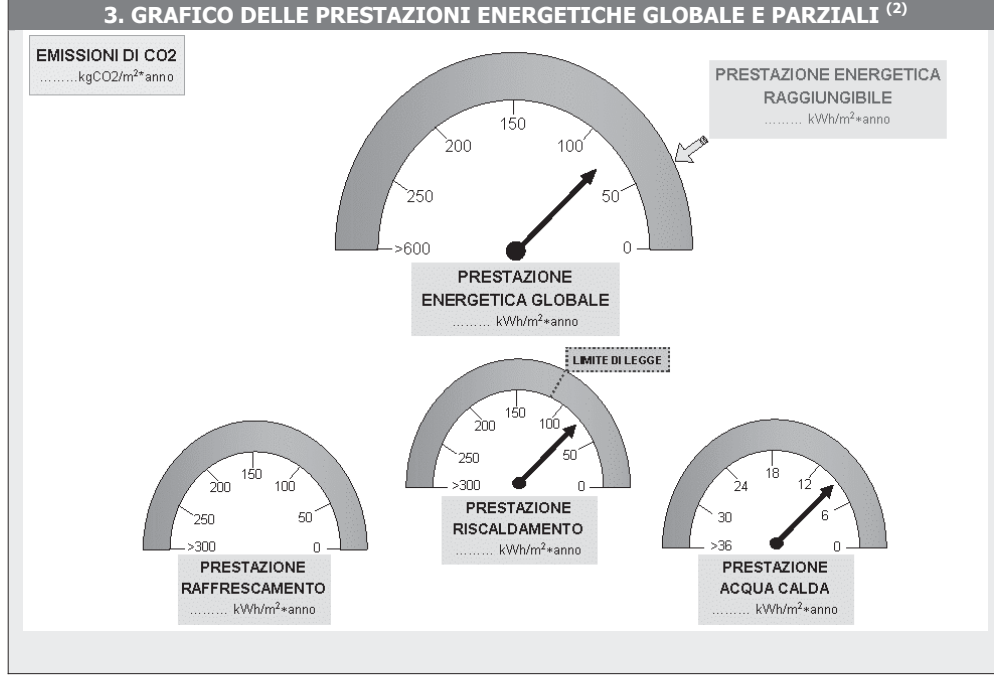 3. GRAFICO DELLE PRESTAZIONI ENERGETICHE GLOBALE E PARZIALI (2)
EMISSIONI DI CO2
.........kgCO2/m²*anno
PRESTAZIONE ENERGETICA
RAGGIUNGIBILE
......... kWh/m²*anno
150
200
100
250
50
>600
0
PRESTAZIONE
ENERGETICA GLOBALE
......... kWh/m²*anno
LIMITE DI LEGGE
150
200
100
250
50
>300
0
PRESTAZIONE
RISCALDAMENTO
......... kWh/m²*anno
150
200
100
250
50
>300
0
PRESTAZIONE
RAFFRESCAMENTO
......... kWh/m²*anno
18
24
12
30
6
>36
0
PRESTAZIONE
ACQUA CALDA
......... kWh/m²*anno